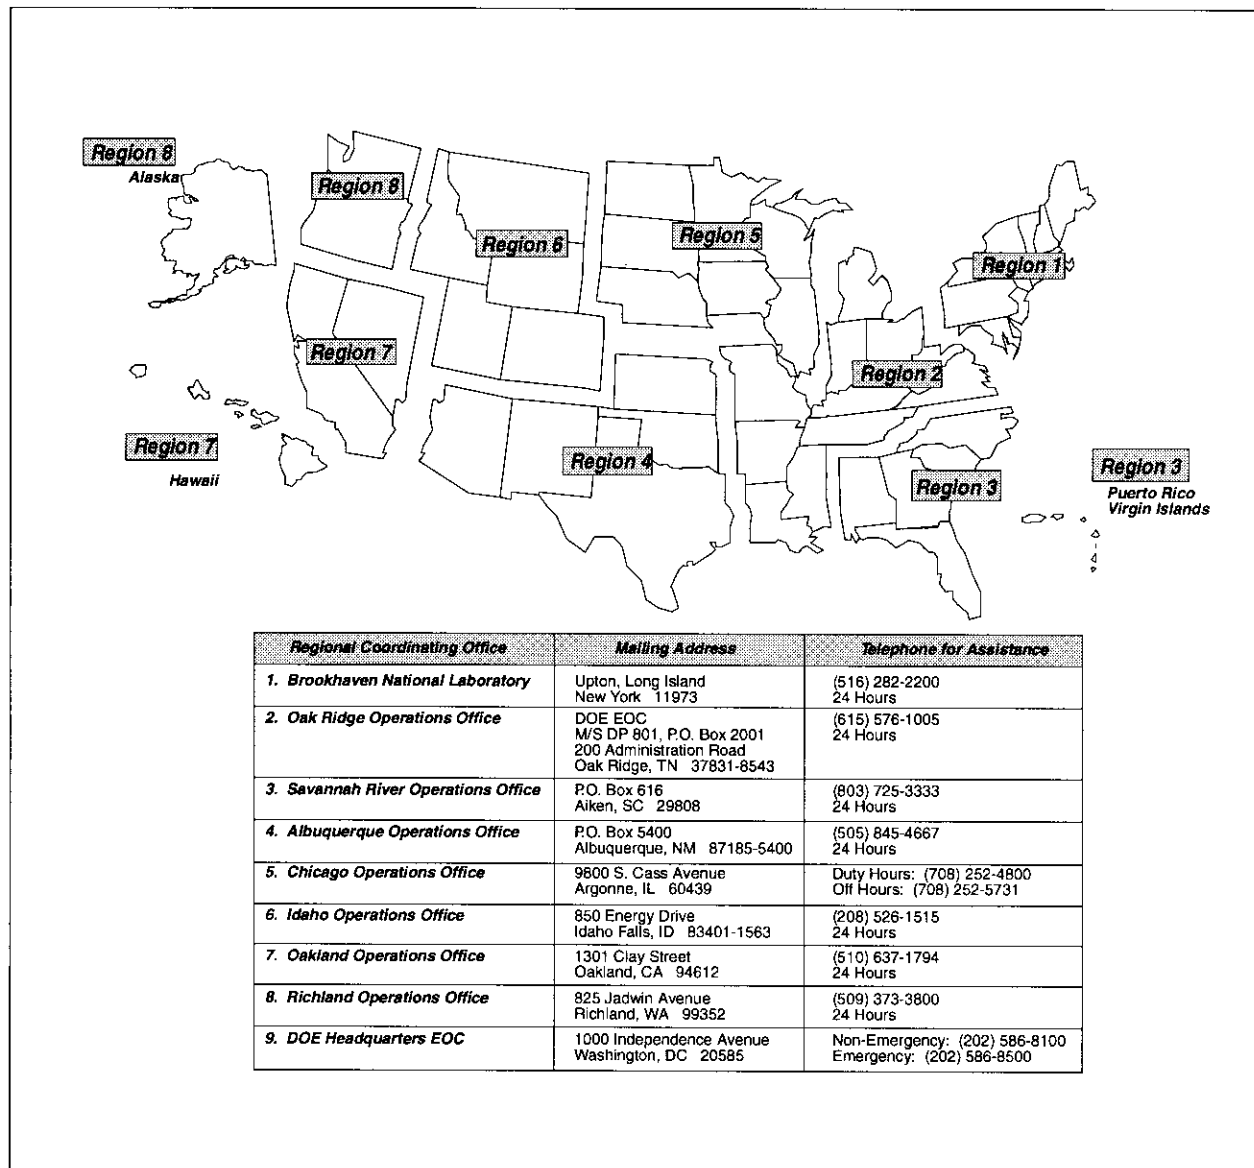 Region 8
Alaska
Region 8
Region 6
Region 5
Region 1
Region 7
Region 2
Region 7
Hawaii
Region 4
Region 3
Region 3
Puerto Rico
Virgin Islands
Regional Coordinating Office Mailing Address Telephone for Assistance
1. Brookhaven National Laboratory Upton, Long Island (516) 282-2200
New York 11973 24 Hours
2. Oak Ridge Operations Office DOE EOC (615) 576-1005
M/S DP 801, P.O. Box 2001 24 Hours
200 Administration Road
Oak Ridge, TN 37831-8543
3. Savannah River Operations Office P.O. Box 616 (803) 725-3333
Aiken, SC 29808 24 Hours
4. Albuquerque Operations Office P.O. Box 5400 (505) 845-4667
Albuquerque, NM 87185-5400 24 Hours
5. Chicago Operations Office 9800 S. Cass Avenue Duty Hours: (708) 252-4800
Argonne, IL 60439 Off Hours: (708) 252-5731
6. Idaho Operations Office 850 Energy Drive (208) 526-1515
Idaho Falls, ID 83401-1563 24 Hours
7. Oakland Operations Office 1301 Clay Street (510) 637-1794
Oakland, CA 94612 24 Hours
8. Richland Operations Office 825 Jadwin Avenue (509) 373-3800
Richland, WA 99352 24 Hours
9. DOE Headquarters EOC 1000 Independence Avenue Non-Emergency: (202) 586-8100
Washington, DC 20585 Emergency: (202) 586-8500